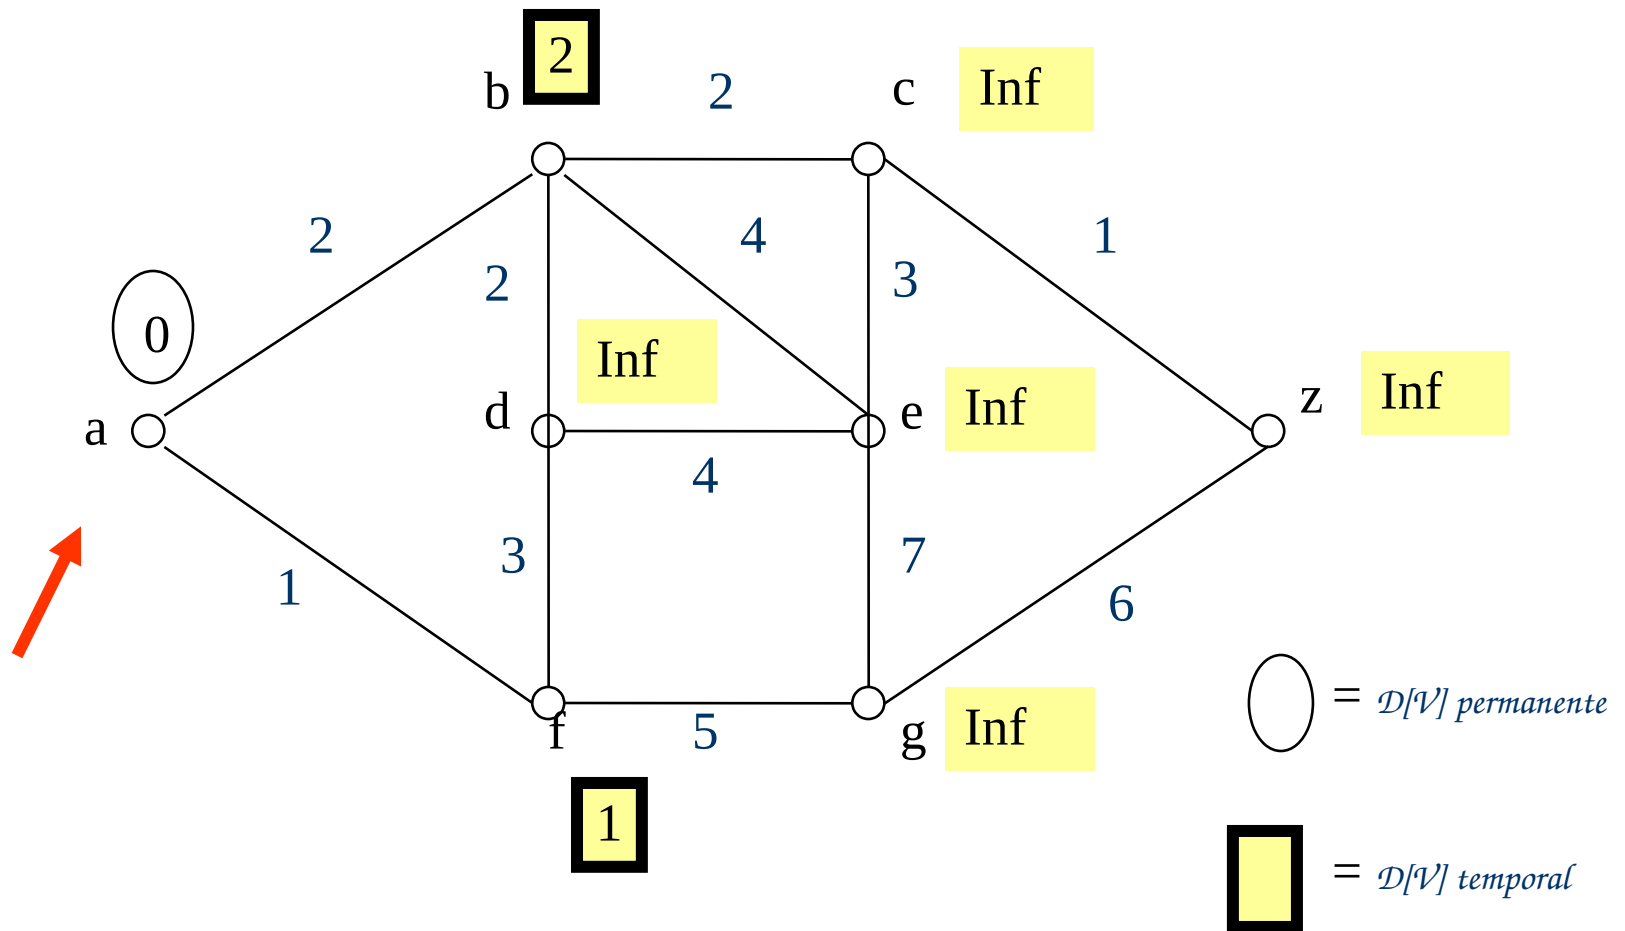 2
b
2
c
Inf
2
4
1
2
3
0
Inf
Inf
z
a
d
e
Inf
4
3
7
1
6
= D[V] permanente
f
5
g
Inf
1
= D[V] temporal